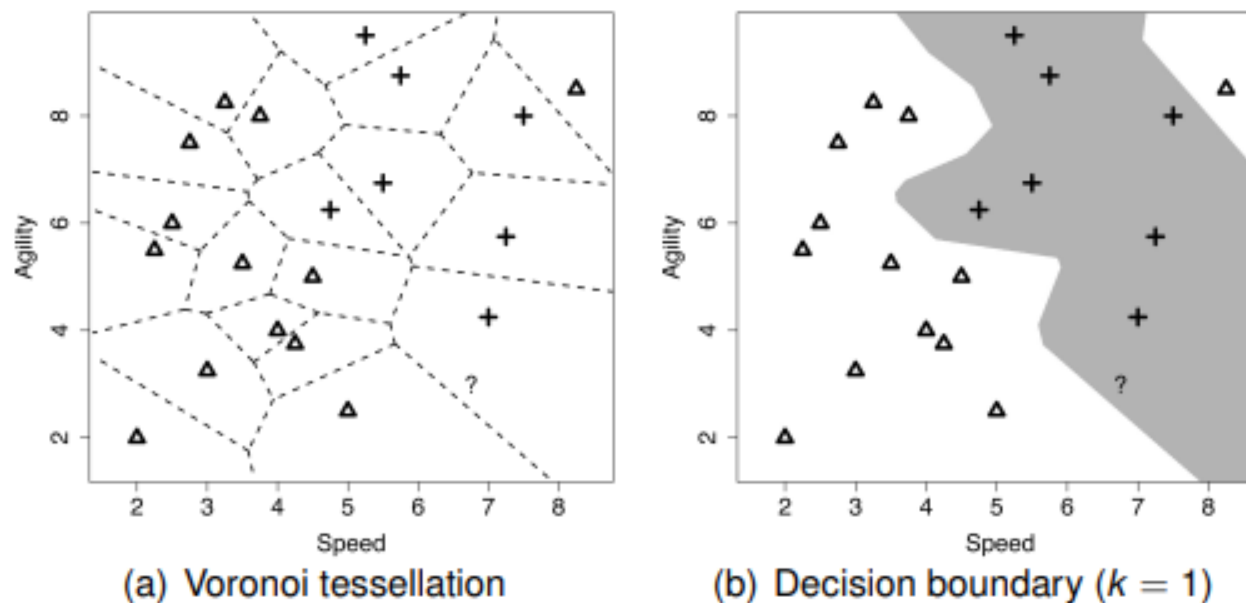 Agility
8
6
4
2
?
2 3 4 5 6 7 8
Speed
(a) Voronoi tessellation
Agility
8
6
4
2
?
2 3 4 5 6 7 8
Speed
(b) Decision boundary (k = 1)